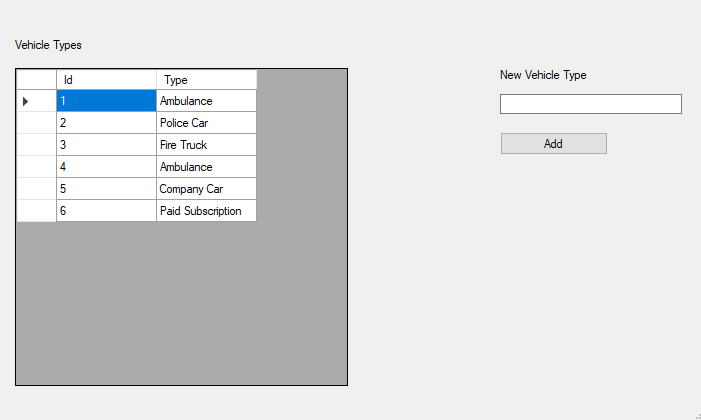 Vehicle Types
Id Type
1 Ambulance
2 Police Car
3 Fire Truck
4 Ambulance
5 Company Car
6 Paid Subscription
New Vehicle Type
Add